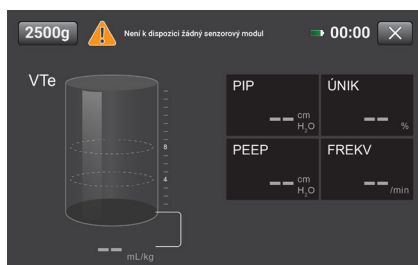 2500g
Není k dispozici žádný senzorový modul
00:00
VTe
8
4
-- mL/kg
PIP
-- cm H₂O
ÚNIK
-- %
PEEP
-- cm H₂O
FREKV
-- /min